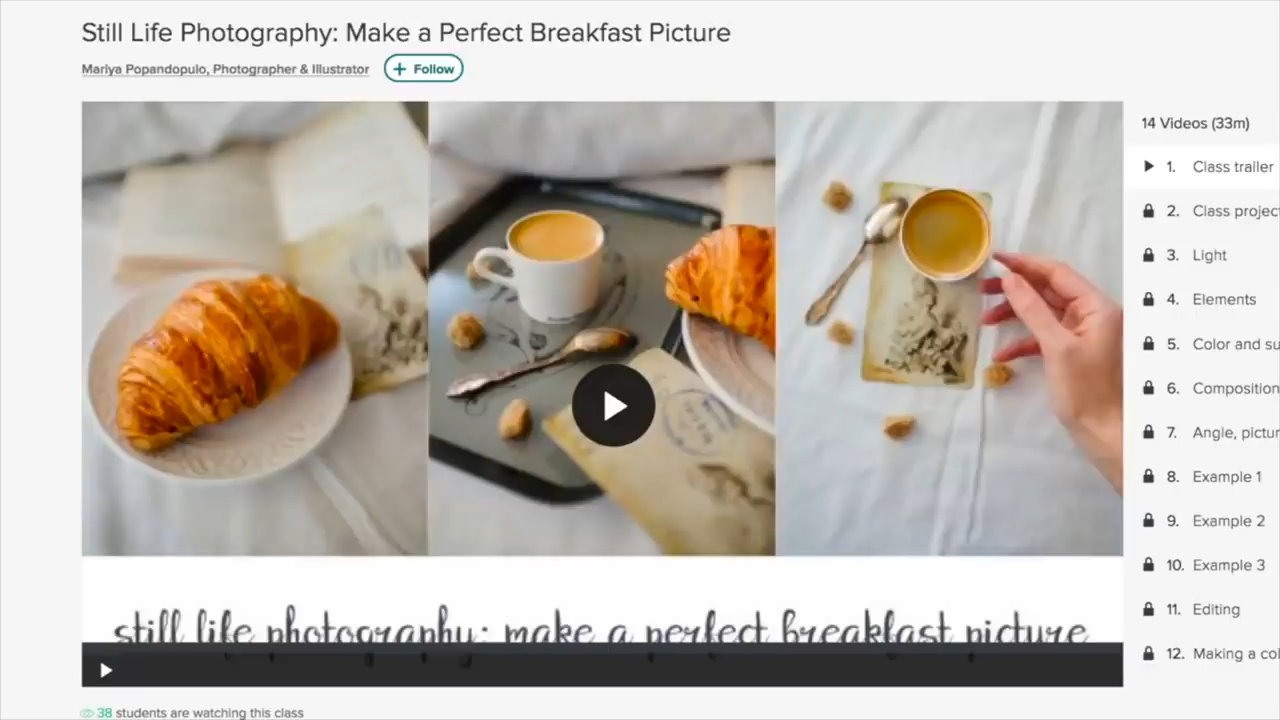 Still Life Photography: Make a Perfect Breakfast Picture
Mariya Popandopulo, Photographer & Illustrator
+ Follow
14 Videos (33m)
1. Class trailer
2. Class projec
3. Light
4. Elements
5. Color and su
6. Composition
7. Angle, pictur
8. Example 1
9. Example 2
10. Example 3
11. Editing
12. Making a col
still life photography: make a perfect breakfast picture
38 students are watching this class